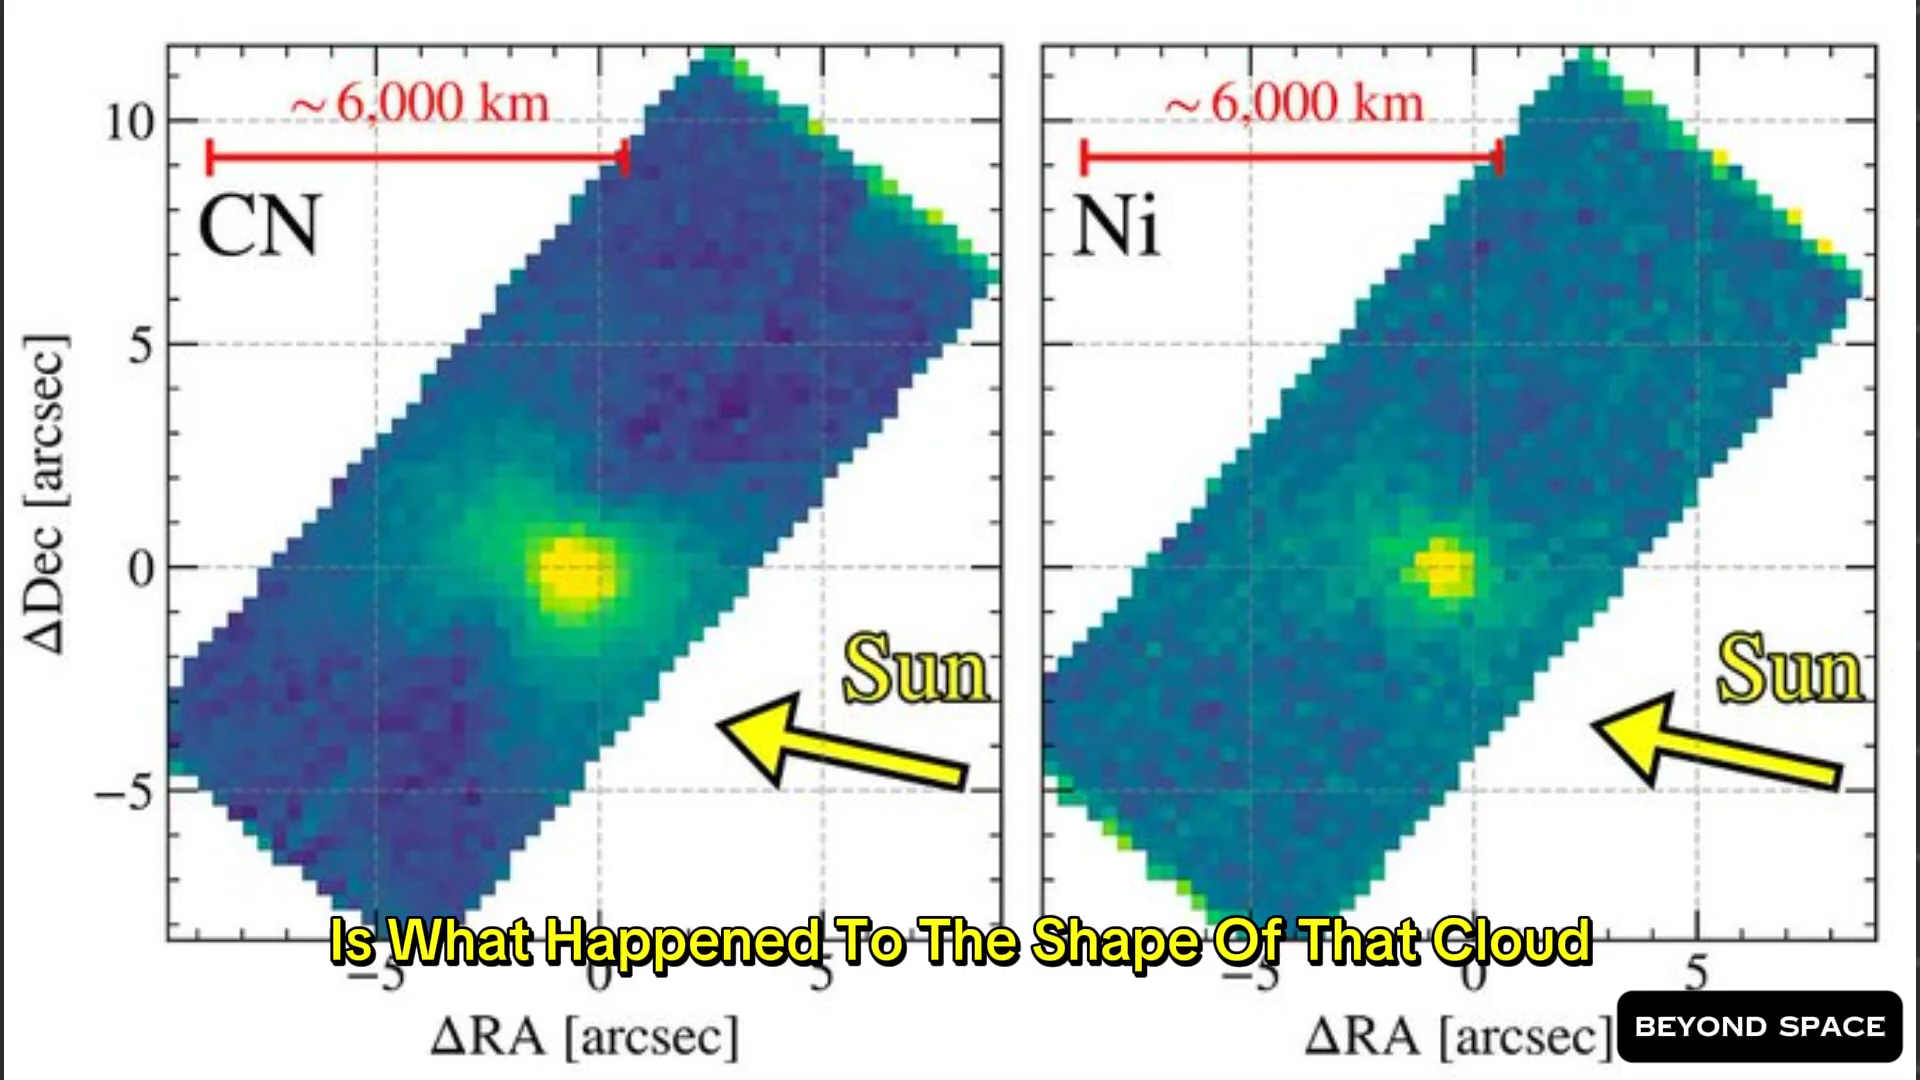 ~6,000 km
CN
Sun
10
5
0
−5
ΔDec [arcsec]
−5 0 5
ΔRA [arcsec]
~6,000 km
Ni
Sun
−5 0 5
ΔRA [arcsec]
Is What Happened To The Shape Of That Cloud
BEYOND SPACE